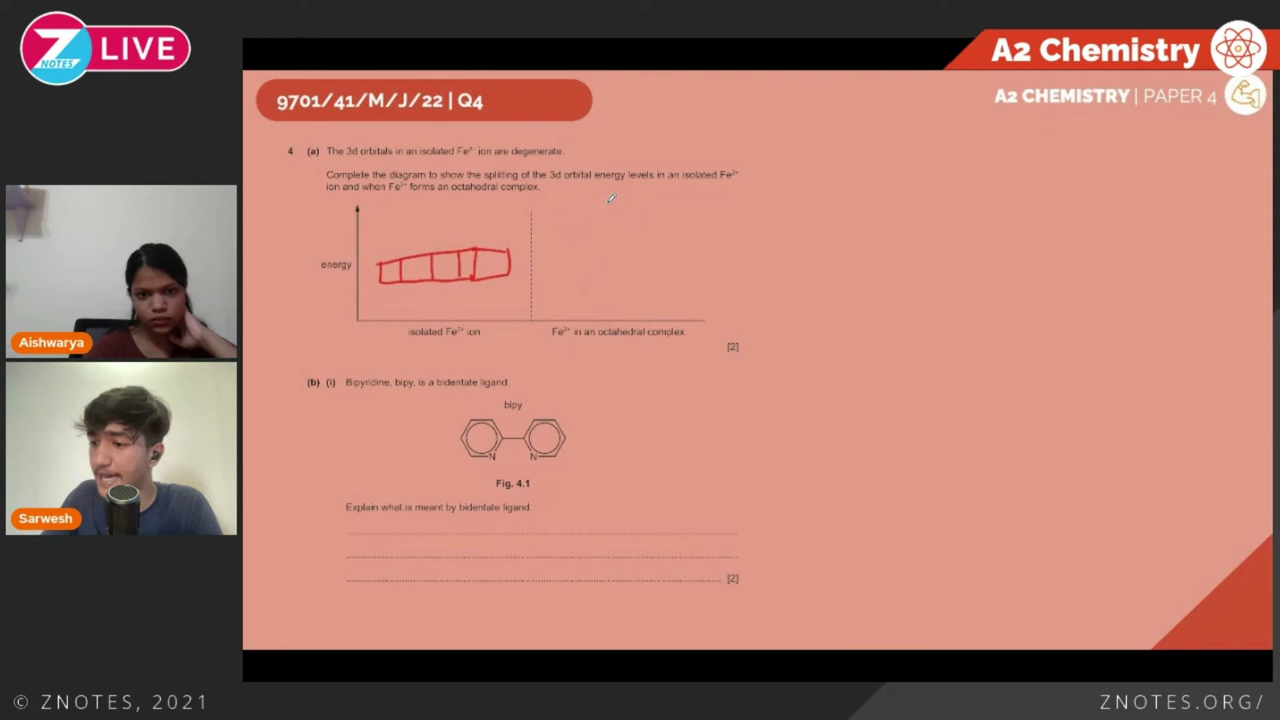 Z NOTES LIVE
A2 Chemistry
A2 CHEMISTRY | PAPER 4
9701/41/M/J/22 | Q4
4 (a) The 3d orbitals in an isolated Fe²⁺ ion are degenerate.
Complete the diagram to show the splitting of the 3d orbital energy levels in an isolated Fe²⁺
ion and when Fe²⁺ forms an octahedral complex.
energy
isolated Fe²⁺ ion
Fe²⁺ in an octahedral complex
[2]
(b) (i) Bipyridine, bipy, is a bidentate ligand.
bipy
N N
Fig. 4.1
Explain what is meant by bidentate ligand.
[2]
Aishwarya
Sarwesh
© ZNOTES, 2021
ZNOTES.ORG/